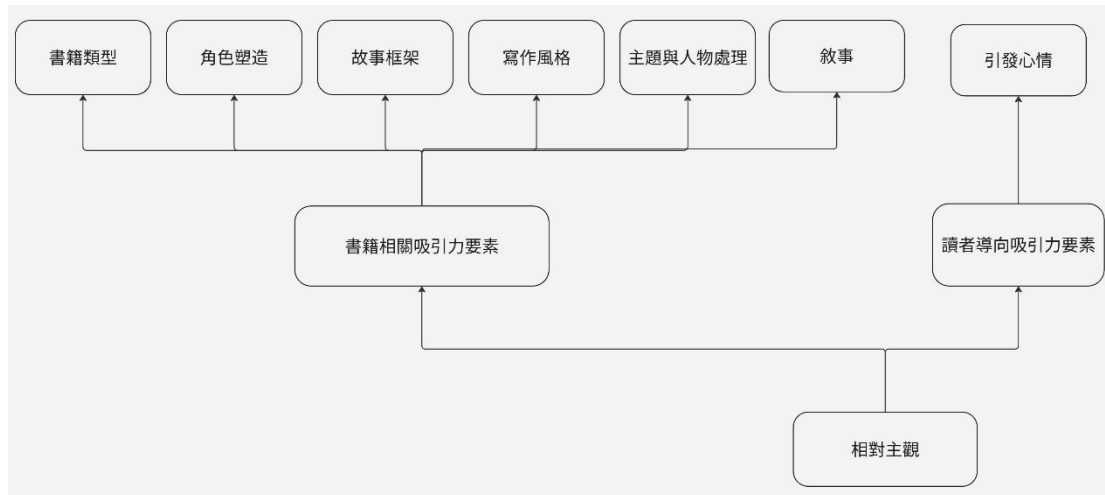 書籍類型
角色塑造
故事框架
寫作風格
主題與人物處理
敘事
引發心情
書籍相關吸引力要素
讀者導向吸引力要素
相對主觀